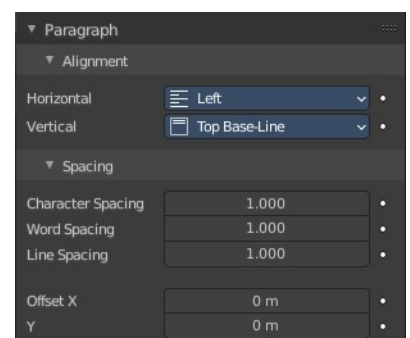 Paragraph
Alignment
Horizontal Left
Vertical Top Base-Line
Spacing
Character Spacing 1.000
Word Spacing 1.000
Line Spacing 1.000
Offset X 0 m
Y 0 m